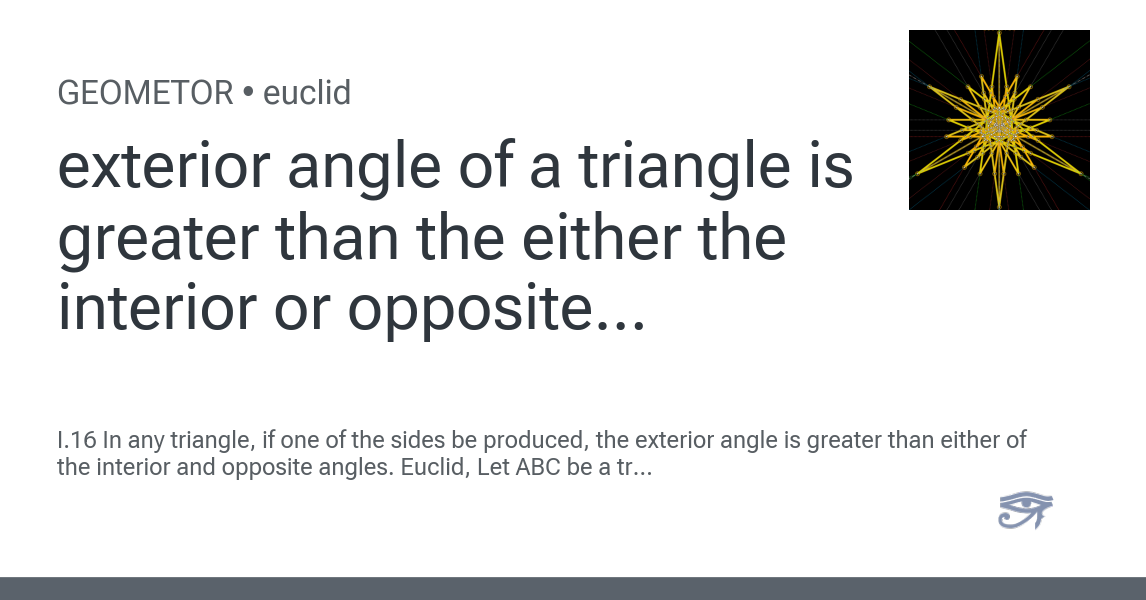 GEOMETOR • euclid
exterior angle of a triangle is
greater than the either the
interior or opposite...
I.16 In any triangle, if one of the sides be produced, the exterior angle is greater than either of
the interior and opposite angles. Euclid, Let ABC be a tr...